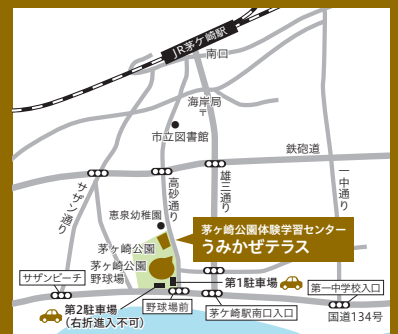 JR茅ケ崎駅
南口
海岸局
〒
市立図書館
鉄砲道
サザン通り
高砂通り
雄三通り
一中通り
恵泉幼稚園
茅ヶ崎公園体験学習センター
うみかぜテラス
茅ヶ崎公園
茅ヶ崎公園
野球場
サザンビーチ
第1駐車場
第一中学校入口
第2駐車場
(右折進入不可)
野球場前
茅ヶ崎駅南口入口
国道134号